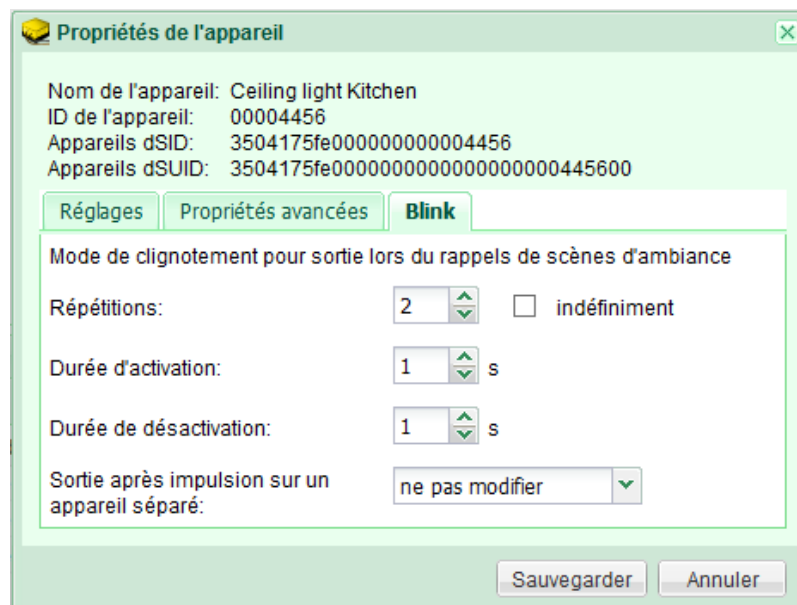 Propriétés de l'appareil
Nom de l'appareil: Ceiling light Kitchen
ID de l'appareil: 00004456
Appareils dSID: 3504175fe000000000004456
Appareils dSUID: 3504175fe0000000000000000000445600
Réglages Propriétés avancées Blink
Mode de clignotement pour sortie lors du rappels de scènes d'ambiance
Répétitions: 2 indéfiniment
Durée d'activation: 1 s
Durée de désactivation: 1 s
Sortie après impulsion sur un
appareil séparé: ne pas modifier
Sauvegarder Annuler